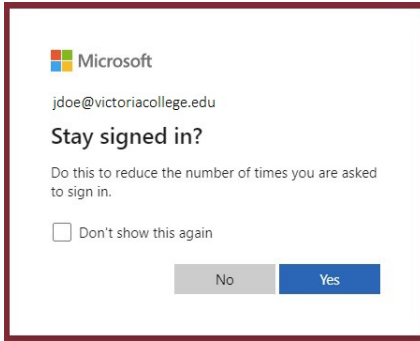 Microsoft
jdoe@victoriacollege.edu
Stay signed in?
Do this to reduce the number of times you are asked
to sign in.
Don't show this again
No
Yes